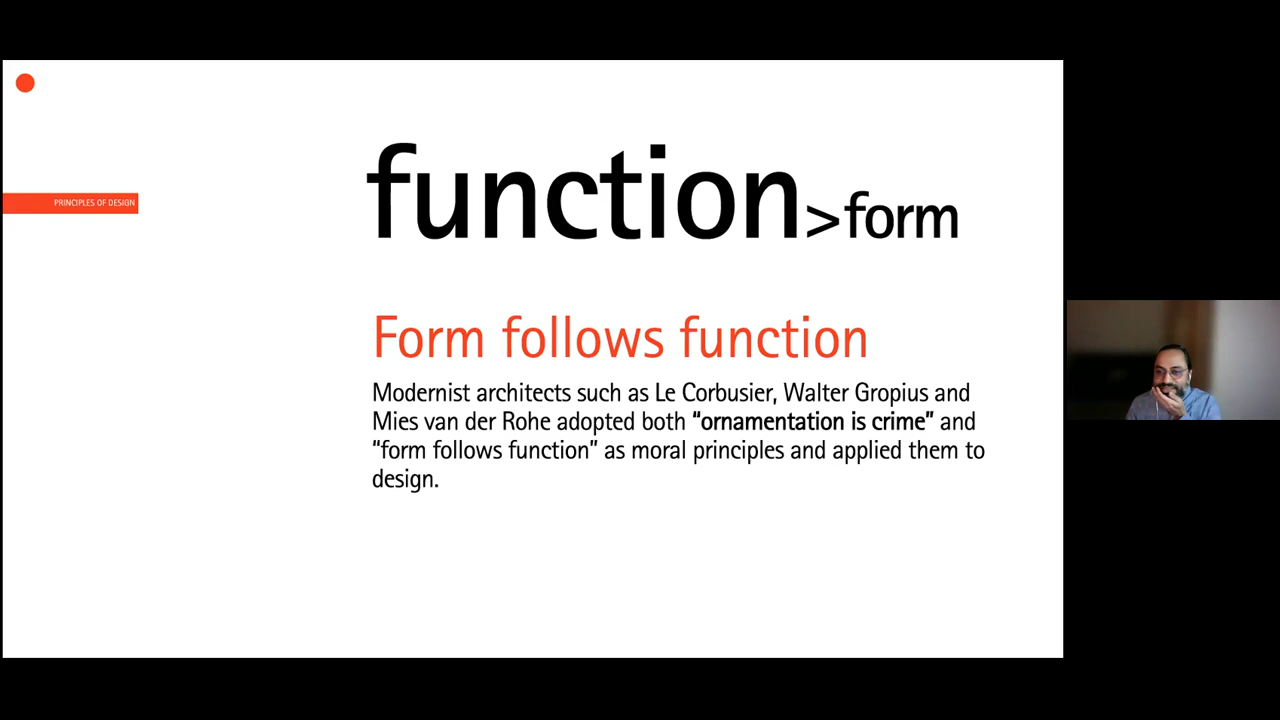 PRINCIPLES OF DESIGN
function>form
Form follows function
Modernist architects such as Le Corbusier, Walter Gropius and
Mies van der Rohe adopted both “ornamentation is crime” and
“form follows function” as moral principles and applied them to
design.